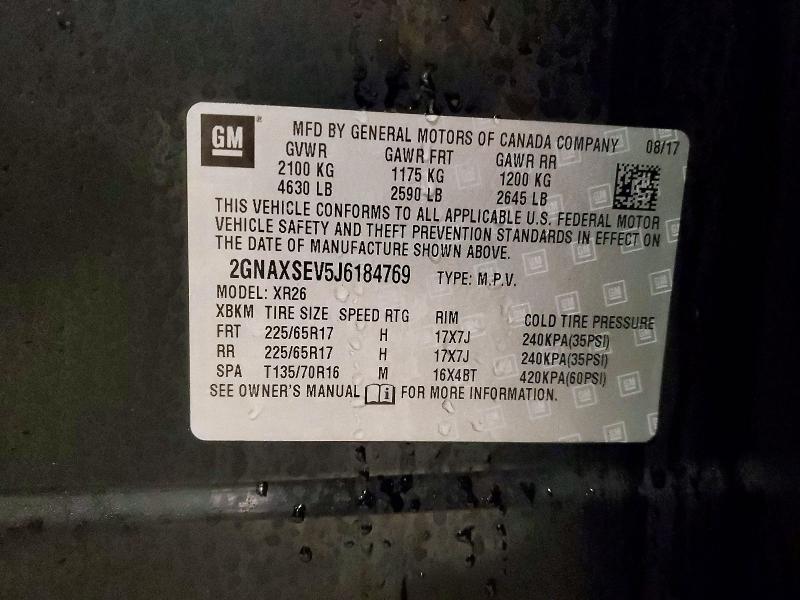 GM ® MFD BY GENERAL MOTORS OF CANADA COMPANY 08/17
GVWR GAWR FRT GAWR RR
2100 KG 1175 KG 1200 KG
4630 LB 2590 LB 2645 LB
THIS VEHICLE CONFORMS TO ALL APPLICABLE U.S. FEDERAL MOTOR
VEHICLE SAFETY AND THEFT PREVENTION STANDARDS IN EFFECT ON
THE DATE OF MANUFACTURE SHOWN ABOVE.
2GNAXSEV5J6184769 TYPE: M.P.V.
MODEL: XR26
XBKM TIRE SIZE SPEED RTG RIM COLD TIRE PRESSURE
FRT 225/65R17 H 17X7J 240KPA(35PSI)
RR 225/65R17 H 17X7J 240KPA(35PSI)
SPA T135/70R16 M 16X4BT 420KPA(60PSI)
SEE OWNER'S MANUAL FOR MORE INFORMATION.